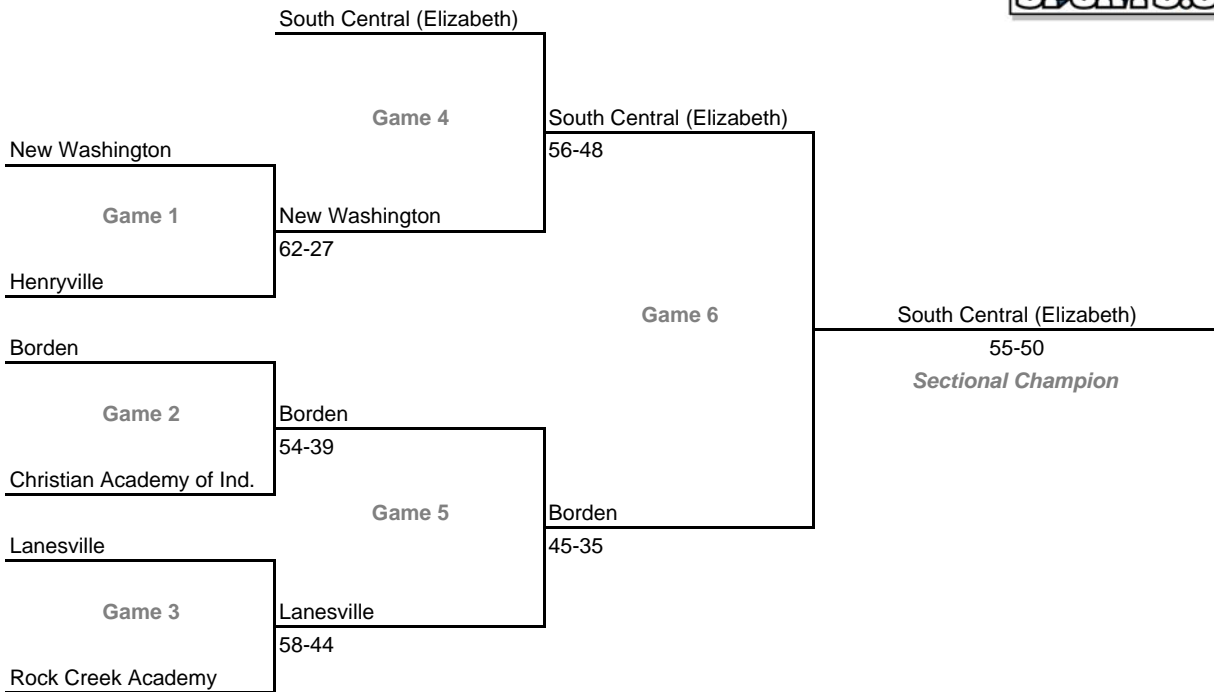 South Central (Elizabeth)
Game 4
South Central (Elizabeth)
New Washington
56-48
Game 1
New Washington
62-27
Henryville
Game 6
South Central (Elizabeth)
Borden
55-50
Sectional Champion
Game 2
Borden
54-39
Christian Academy of Ind.
Game 5
Borden
Lanesville
45-35
Game 3
Lanesville
58-44
Rock Creek Academy